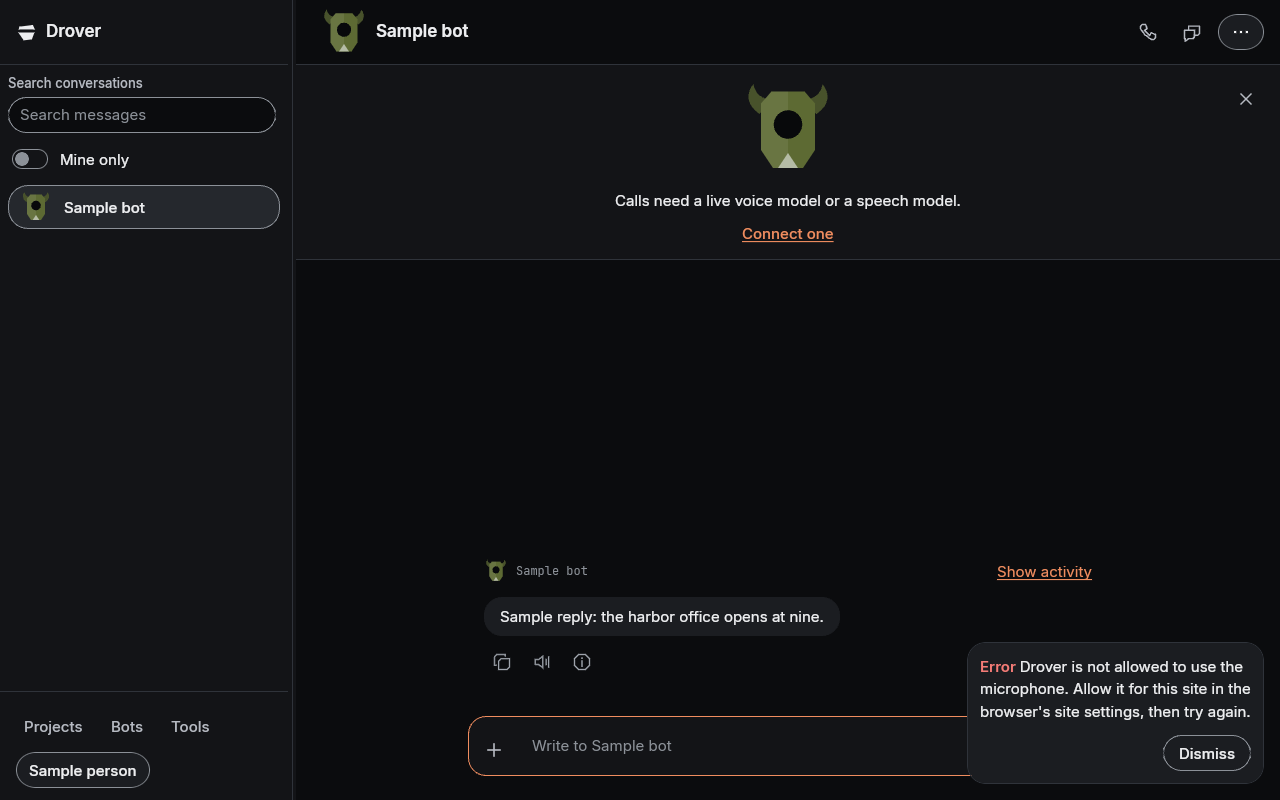 Drover
Search conversations
Search messages
Mine only
Sample bot
Projects
Bots
Tools
Sample person
Sample bot
Calls need a live voice model or a speech model.
Connect one
Sample bot
Show activity
Sample reply: the harbor office opens at nine.
Write to Sample bot
Error Drover is not allowed to use the
microphone. Allow it for this site in the
browser's site settings, then try again.
Dismiss